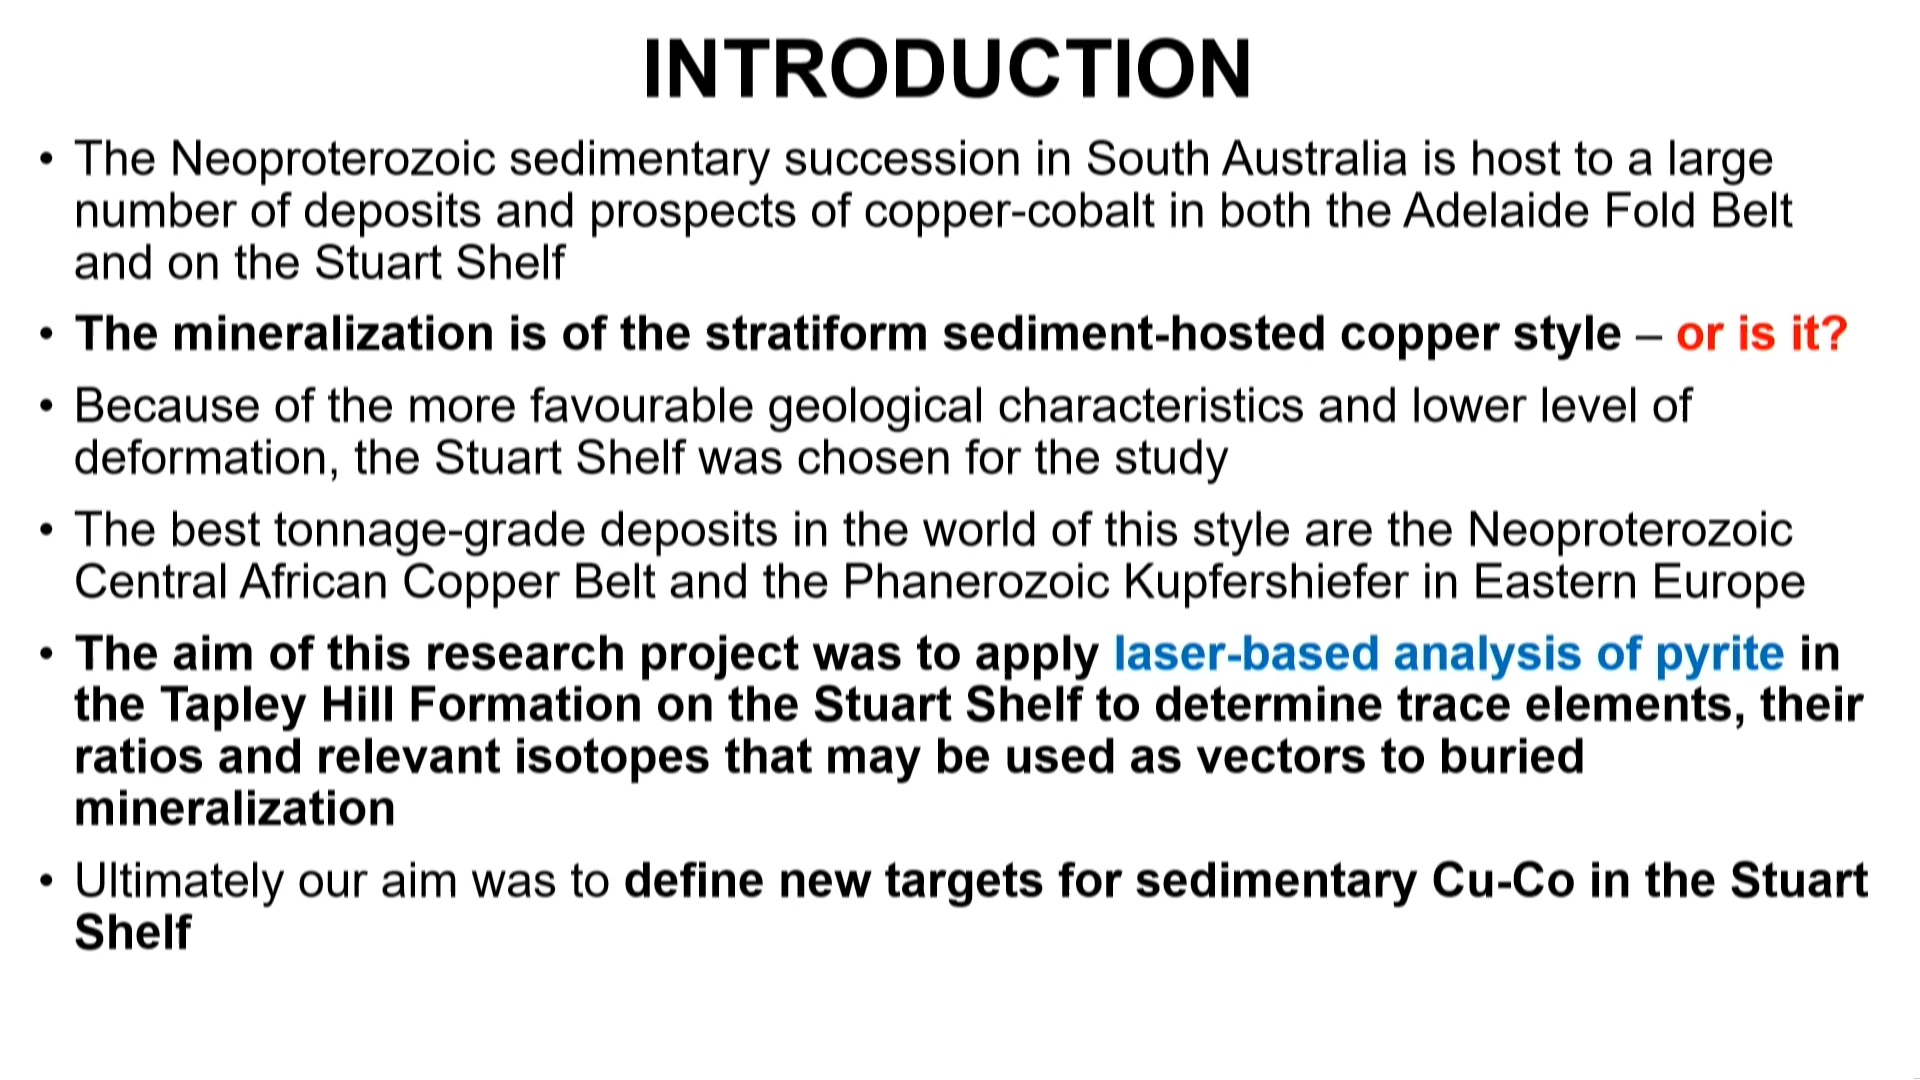 INTRODUCTION
• The Neoproterozoic sedimentary succession in South Australia is host to a large
number of deposits and prospects of copper-cobalt in both the Adelaide Fold Belt
and on the Stuart Shelf
• The mineralization is of the stratiform sediment-hosted copper style – or is it?
• Because of the more favourable geological characteristics and lower level of
deformation, the Stuart Shelf was chosen for the study
• The best tonnage-grade deposits in the world of this style are the Neoproterozoic
Central African Copper Belt and the Phanerozoic Kupfershiefer in Eastern Europe
• The aim of this research project was to apply laser-based analysis of pyrite in
the Tapley Hill Formation on the Stuart Shelf to determine trace elements, their
ratios and relevant isotopes that may be used as vectors to buried
mineralization
• Ultimately our aim was to define new targets for sedimentary Cu-Co in the Stuart
Shelf